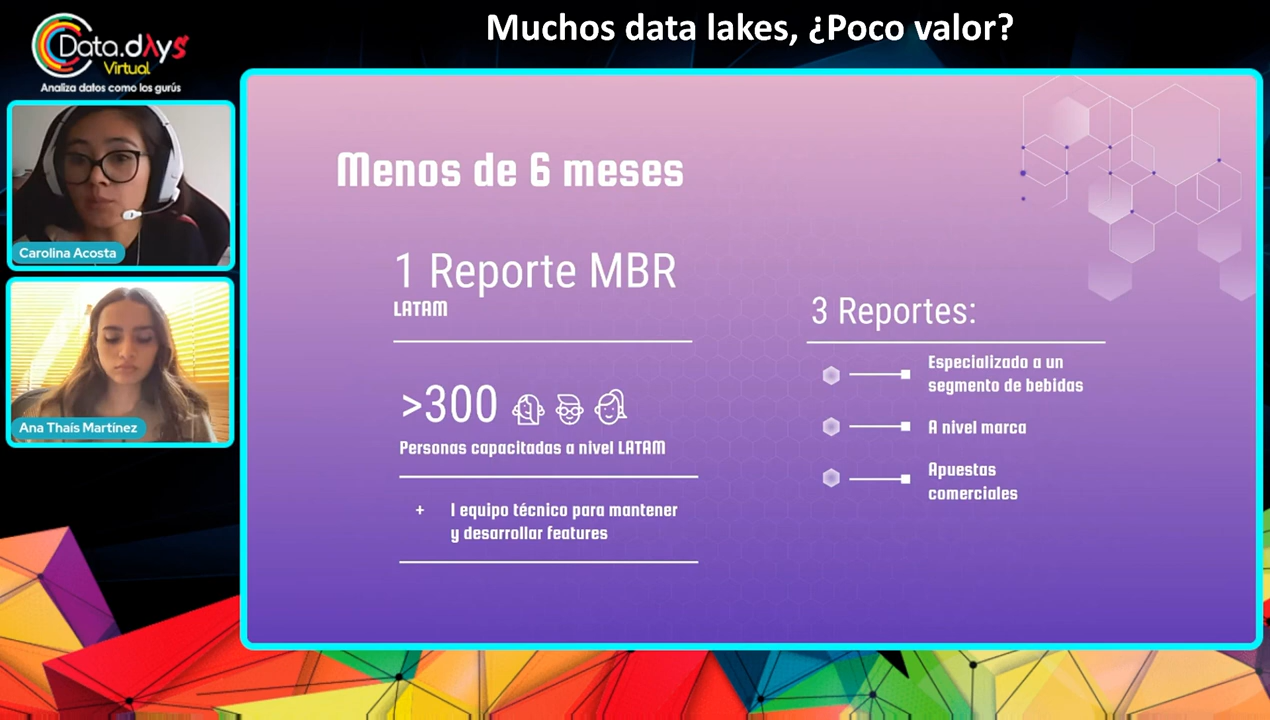 Muchos data lakes, ¿Poco valor?
Data.dAys
Virtual
Analiza datos como los gurús
Carolina Acosta
Ana Thaís Martínez
Menos de 6 meses
1 Reporte MBR
LATAM
>300
Personas capacitadas a nivel LATAM
+ 1 equipo técnico para mantener
y desarrollar features
3 Reportes:
Especializado a un
segmento de bebidas
A nivel marca
Apuestas
comerciales